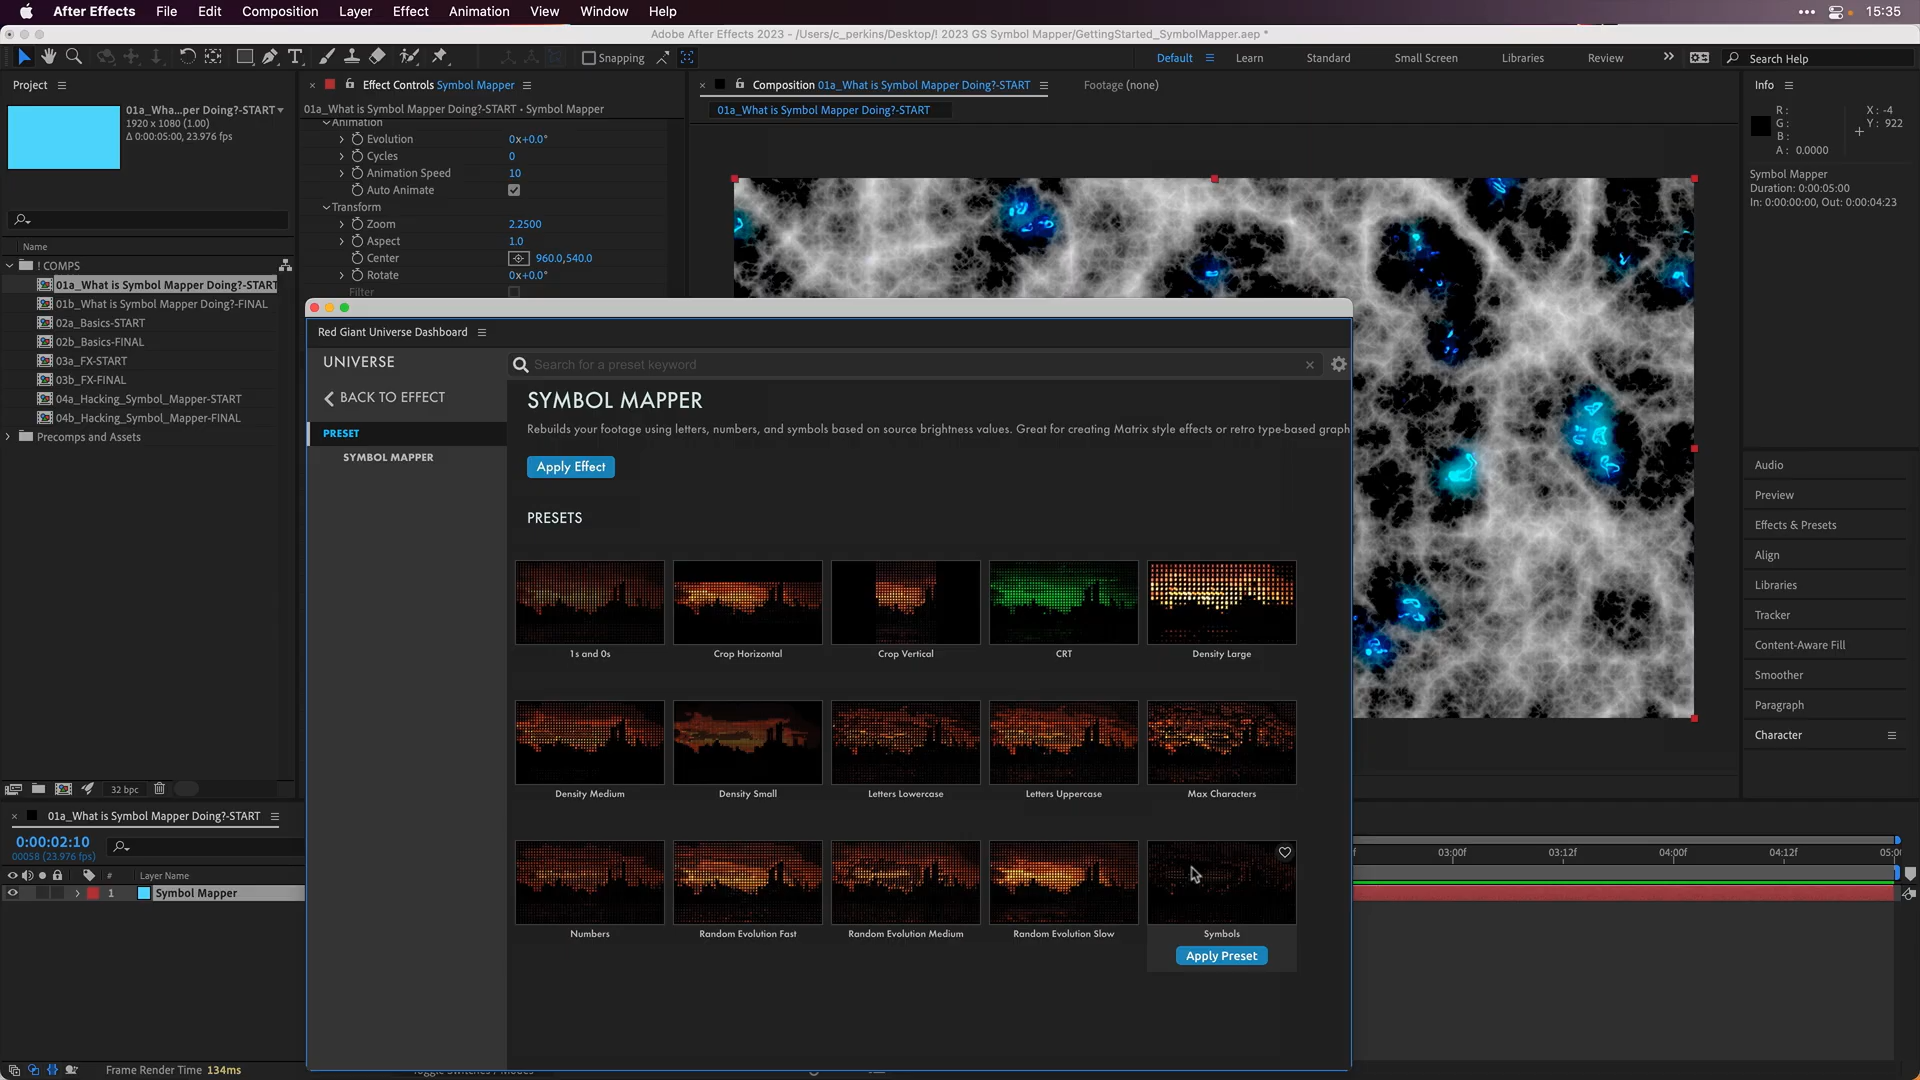 After Effects File Edit Composition Layer Effect Animation View Window Help 15:35
Adobe After Effects 2023 - /Users/c_perkins/Desktop/! 2023 GS Symbol Mapper/GettingStarted_SymbolMapper.aep *
Snapping Default Learn Standard Small Screen Libraries Review Search Help
Project
01a_Wha...per Doing?-START
1920 x 1080 (1.00)
Δ 0:00:05:00, 23.976 fps
Name
! COMPS
01a_What is Symbol Mapper Doing?-START
01b_What is Symbol Mapper Doing?-FINAL
02a_Basics-START
02b_Basics-FINAL
03a_FX-START
03b_FX-FINAL
04a_Hacking_Symbol_Mapper-START
04b_Hacking_Symbol_Mapper-FINAL
Precomps and Assets
32 bpc
Effect Controls Symbol Mapper
01a_What is Symbol Mapper Doing?-START • Symbol Mapper
Animation
Evolution 0x+0.0°
Cycles 0
Animation Speed 10
Auto Animate
Transform
Zoom 2.2500
Aspect 1.0
Center 960.0,540.0
Rotate 0x+0.0°
Filter
Composition 01a_What is Symbol Mapper Doing?-START
Footage (none)
01a_What is Symbol Mapper Doing?-START
Info
R :
G :
B :
A : 0.0000
X : -4
Y : 922
Symbol Mapper
Duration: 0:00:05:00
In: 0:00:00:00, Out: 0:00:04:23
Audio
Preview
Effects & Presets
Align
Libraries
Tracker
Content-Aware Fill
Smoother
Paragraph
Character
Red Giant Universe Dashboard
UNIVERSE
Search for a preset keyword
BACK TO EFFECT
PRESET
SYMBOL MAPPER
SYMBOL MAPPER
Rebuilds your footage using letters, numbers, and symbols based on source brightness values. Great for creating Matrix style effects or retro type-based graph
Apply Effect
PRESETS
1s and 0s
Crop Horizontal
Crop Vertical
CRT
Density Large
Density Medium
Density Small
Letters Lowercase
Letters Uppercase
Max Characters
Numbers
Random Evolution Fast
Random Evolution Medium
Random Evolution Slow
Symbols
Apply Preset
01a_What is Symbol Mapper Doing?-START
0:00:02:10
00058 (23.976 fps)
# Layer Name
1 Symbol Mapper
03:00f 03:12f 04:00f 04:12f
Frame Render Time 134ms